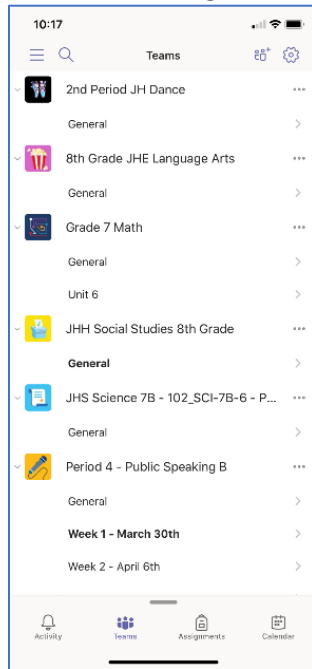 10:17
Teams
2nd Period JH Dance
General
8th Grade JHE Language Arts
General
Grade 7 Math
General
Unit 6
JHH Social Studies 8th Grade
General
JHS Science 7B - 102_SCI-7B-6 - P...
General
Period 4 - Public Speaking B
General
Week 1 - March 30th
Week 2 - April 6th
Activity Teams Assignments Calendar